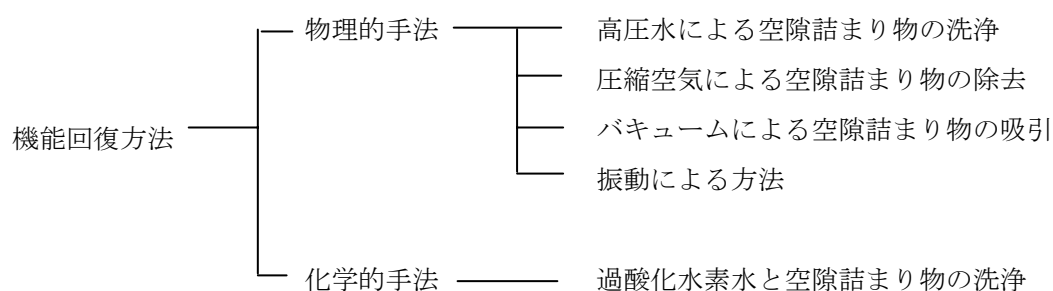 物理的手法
高圧水による空隙詰まり物の洗浄
圧縮空気による空隙詰まり物の除去
機能回復方法
バキュームによる空隙詰まり物の吸引
振動による方法
化学的手法
過酸化水素水と空隙詰まり物の洗浄